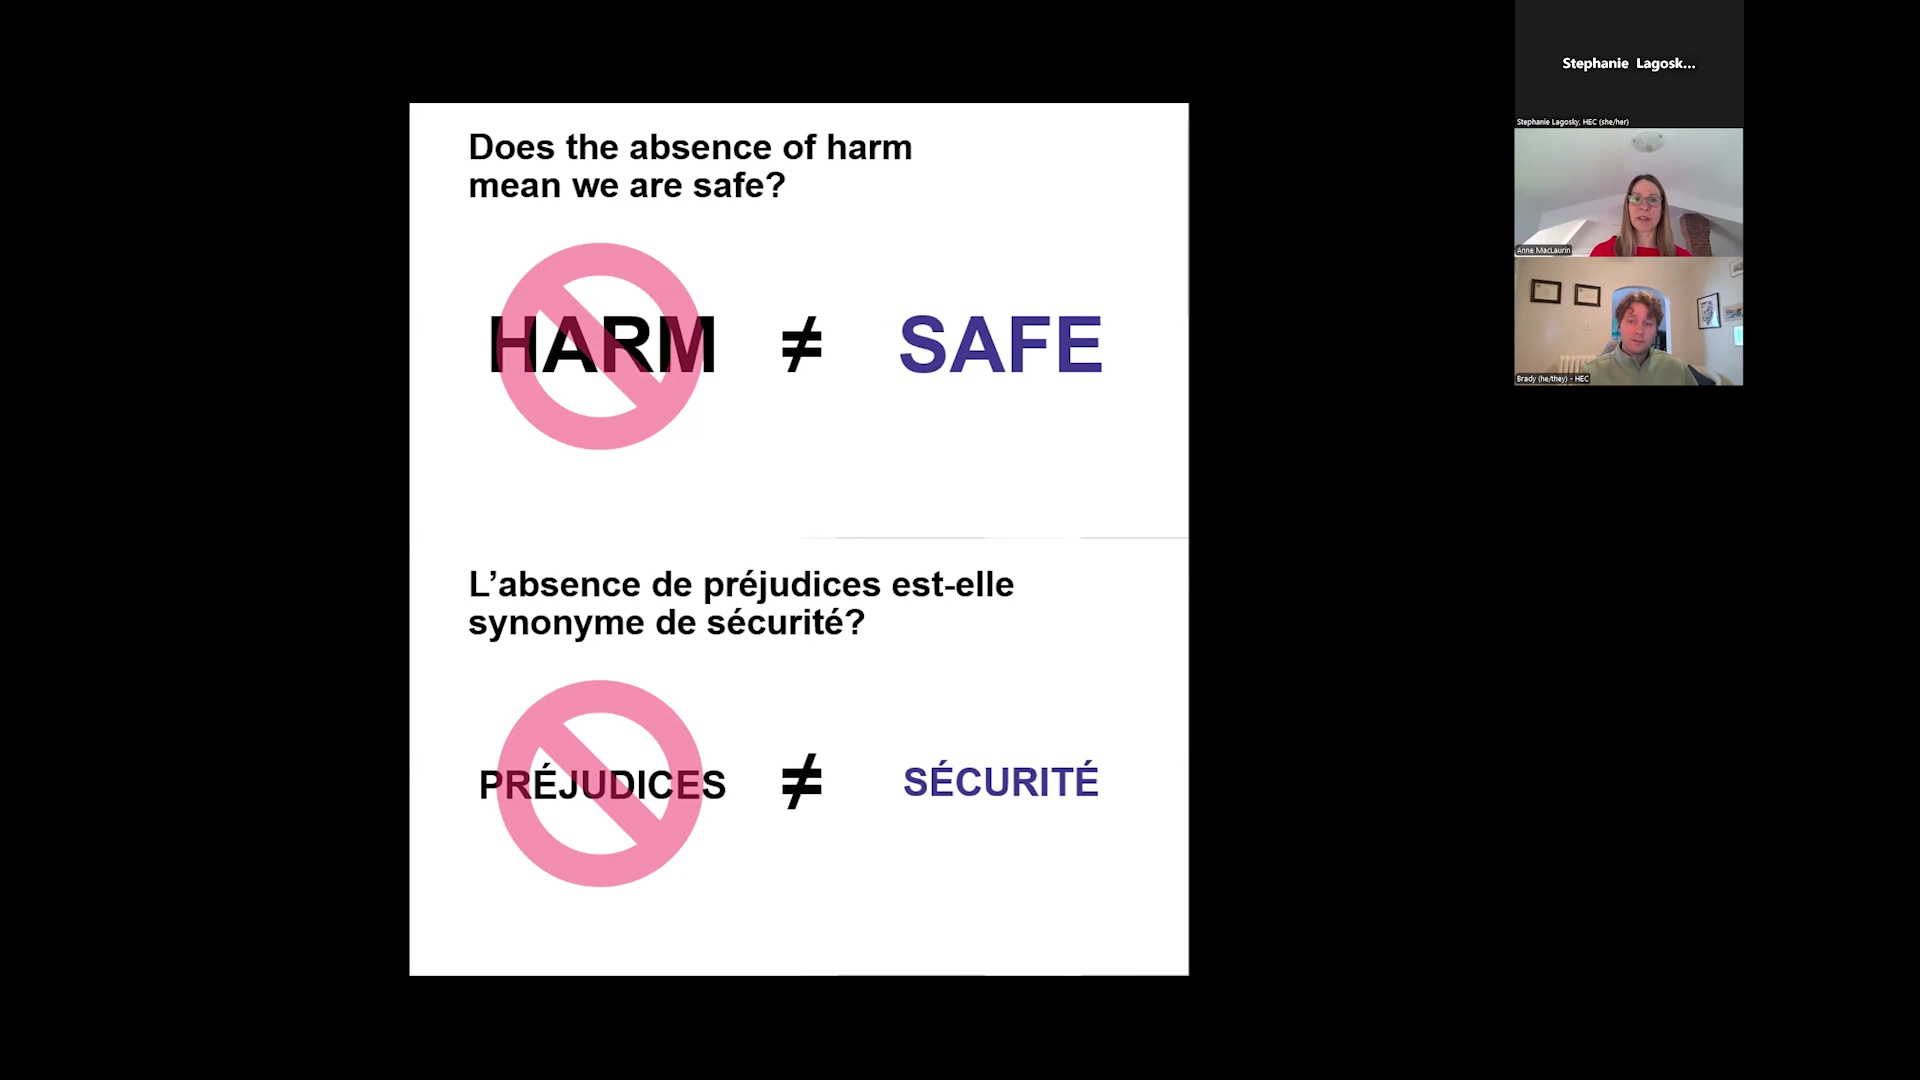 Does the absence of harm
mean we are safe?
HARM ≠ SAFE
L’absence de préjudices est-elle
synonyme de sécurité?
PRÉJUDICES ≠ SÉCURITÉ
Stephanie Lagosk...
Stephanie Lagosky, HEC (she/her)
Anne MacLaurin
Brady (he/they) - HEC